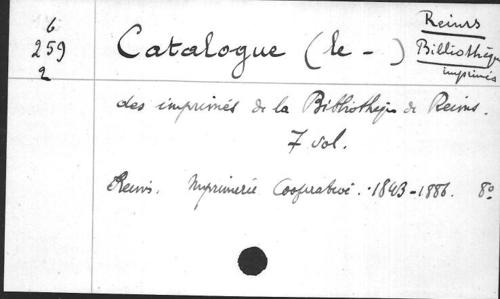 6
259
2
Catalogue (le -)
Reims
Bibliothèque
imprimés
des imprimés de la Bibliothèque de Reims.
7 vol.
Reims. Imprimerie Coopérative. 1843-1886. 8°